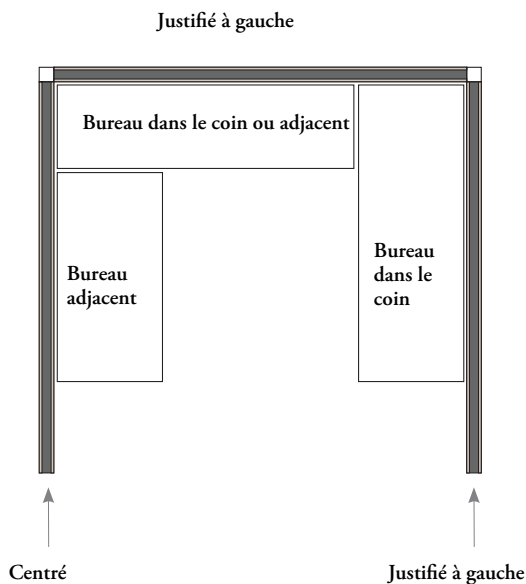 Justifié à gauche
Bureau dans le coin ou adjacent
Bureau
adjacent
Bureau
dans le
coin
Centré
Justifié à gauche